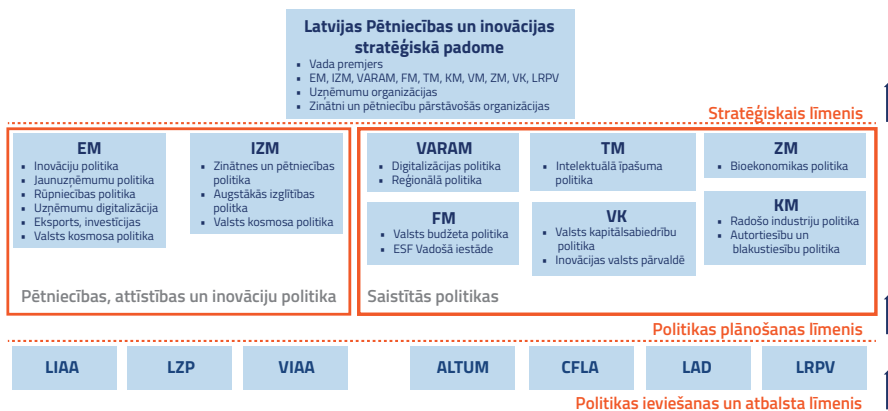 Latvijas Pētniecības un inovācijas
stratēģiskā padome
▪ Vada premjers
▪ EM, IZM, VARAM, FM, TM, KM, VM, ZM, VK, LRPV
▪ Uzņēmumu organizācijas
▪ Zinātni un pētniecību pārstāvošās organizācijas
Stratēģiskais līmenis
EM
▪ Inovāciju politika
▪ Jaunuzņēmumu politika
▪ Rūpniecības politika
▪ Uzņēmumu digitalizācija
▪ Eksports, investīcijas
▪ Valsts kosmosa politika
IZM
▪ Zinātnes un pētniecības
politika
▪ Augstākās izglītības
politka
▪ Valsts kosmosa politika
Pētniecības, attīstības un inovāciju politika
VARAM
▪ Digitalizācijas politika
▪ Reģionālā politika
TM
▪ Intelektuālā īpašuma
politika
ZM
▪ Bioekonomikas politika
FM
▪ Valsts budžeta politika
▪ ESF Vadošā iestāde
VK
▪ Valsts kapitālsabiedrību
politika
▪ Inovācijas valsts pārvaldē
KM
▪ Radošo industriju politika
▪ Autortiesību un
blakustiesību politika
Saistītās politikas
Politikas plānošanas līmenis
LIAA
LZP
VIAA
ALTUM
CFLA
LAD
LRPV
Politikas ieviešanas un atbalsta līmenis